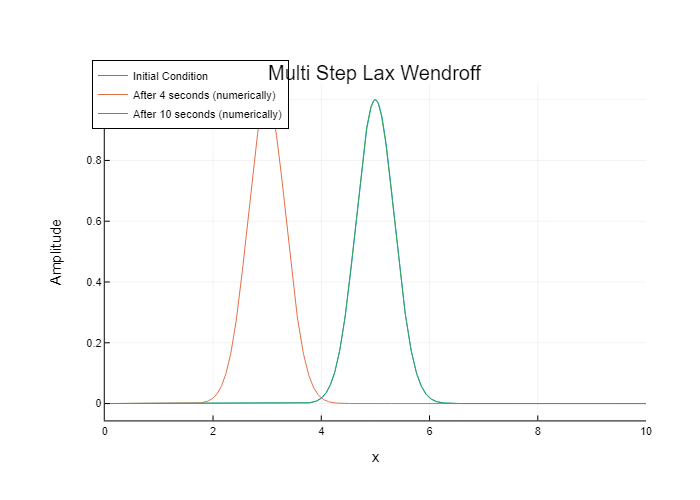 Multi Step Lax Wendroff
Initial Condition
After 4 seconds (numerically)
After 10 seconds (numerically)
Amplitude
0.8
0.6
0.4
0.2
0
0 2 4 6 8 10
x